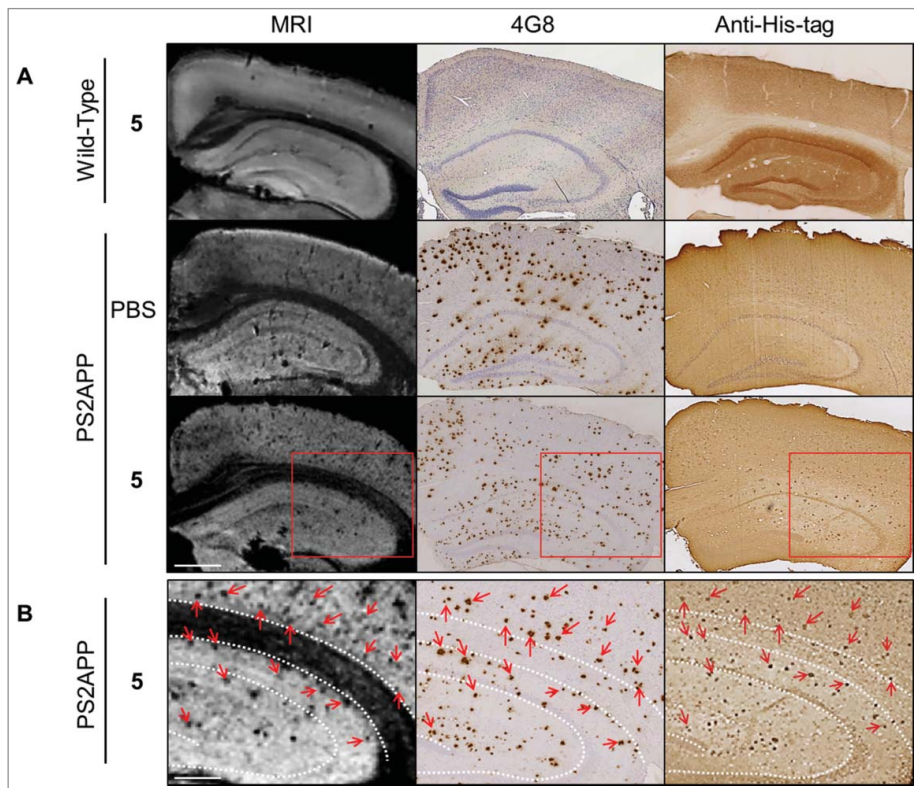 MRI 4G8 Anti-His-tag
A
Wild-Type
5
PS2APP
PBS
5
B
PS2APP
5